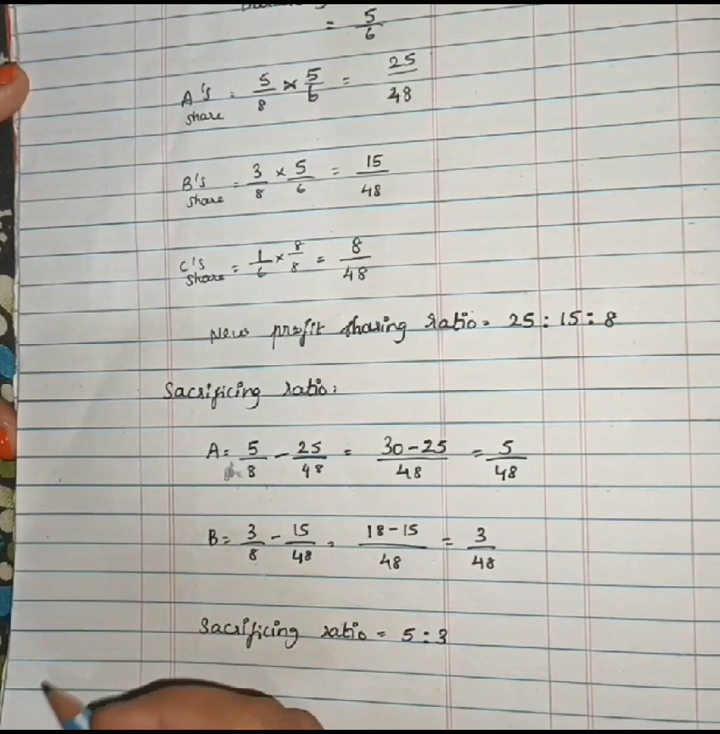 = 5/6
A's share = 5/8 × 5/6 = 25/48
B's share = 3/8 × 5/6 = 15/48
C's share = 1/6 × 8/8 = 8/48
New profit sharing ratio = 25 : 15 : 8
Sacrificing ratio:
A = 5/8 - 25/48 = 30-25/48 = 5/48
B = 3/8 - 15/48 = 18-15/48 = 3/48
Sacrificing ratio = 5 : 3